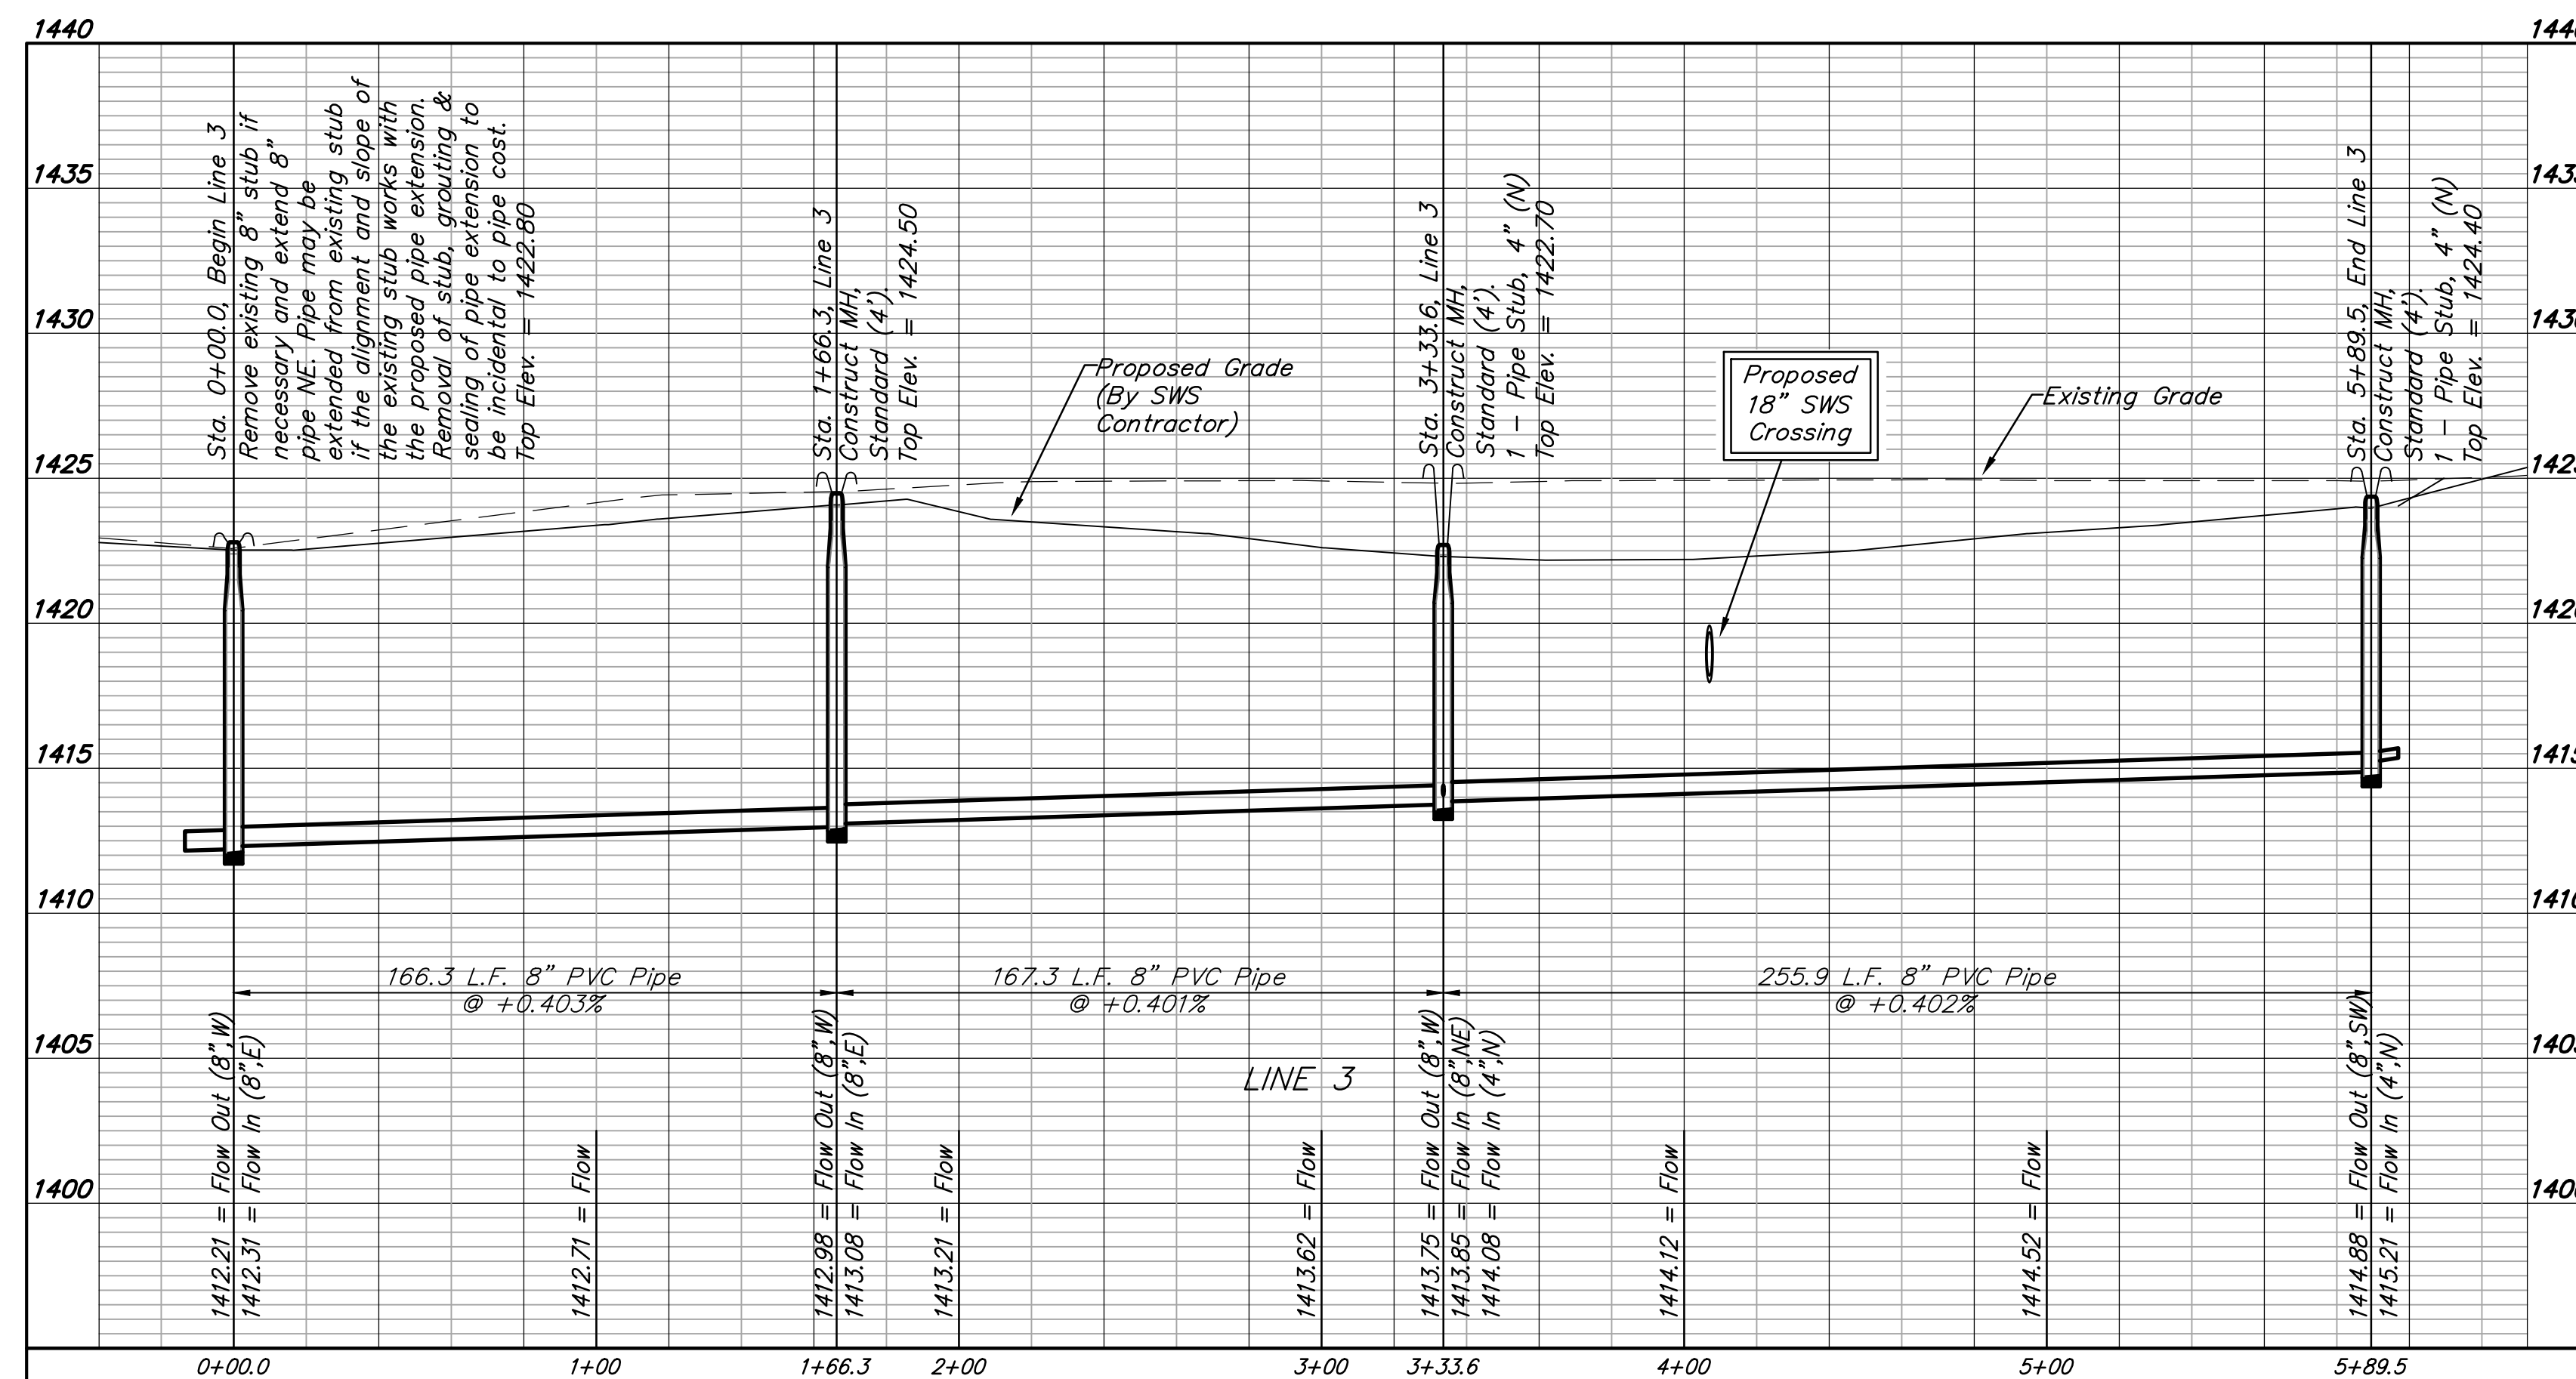 1440
1440
1435
1430
1425
1420
1415
1410
1405
1400
Sta. 0+00.0, Begin Line 3
Remove existing 8" stub if
necessary and extend 8"
pipe NE. Pipe may be
extended from existing stub
if the alignment and slope of
the existing stub works with
the proposed pipe extension.
Removal of stub, grouting &
sealing of pipe extension to
be incidental to pipe cost.
Top Elev. = 1422.80
Sta. 1+66.3, Line 3
Construct MH,
Standard (4').
Top Elev. = 1424.50
Proposed Grade
(By SWS
Contractor)
Sta. 3+33.6, Line 3
Construct MH,
Standard (4').
1 - Pipe Stub, 4" (N)
Top Elev. = 1422.70
Proposed
18" SWS
Crossing
Existing Grade
Sta. 5+89.5, End Line 3
Construct MH,
Standard (4').
1 - Pipe Stub, 4" (N)
Top Elev. = 1424.40
166.3 L.F. 8" PVC Pipe
@ +0.403%
167.3 L.F. 8" PVC Pipe
@ +0.401%
255.9 L.F. 8" PVC Pipe
@ +0.402%
LINE 3
1412.21 = Flow Out (8",W)
1412.31 = Flow In (8",E)
1412.71 = Flow
1412.98 = Flow Out (8",W)
1413.08 = Flow In (8",E)
1413.21 = Flow
1413.62 = Flow
1413.75 = Flow Out (8",W)
1413.85 = Flow In (8",NE)
1414.08 = Flow In (4",N)
1414.12 = Flow
1414.52 = Flow
1414.88 = Flow Out (8",SW)
1415.21 = Flow In (4",N)
0+00.0
1+00
1+66.3
2+00
3+00
3+33.6
4+00
5+00
5+89.5